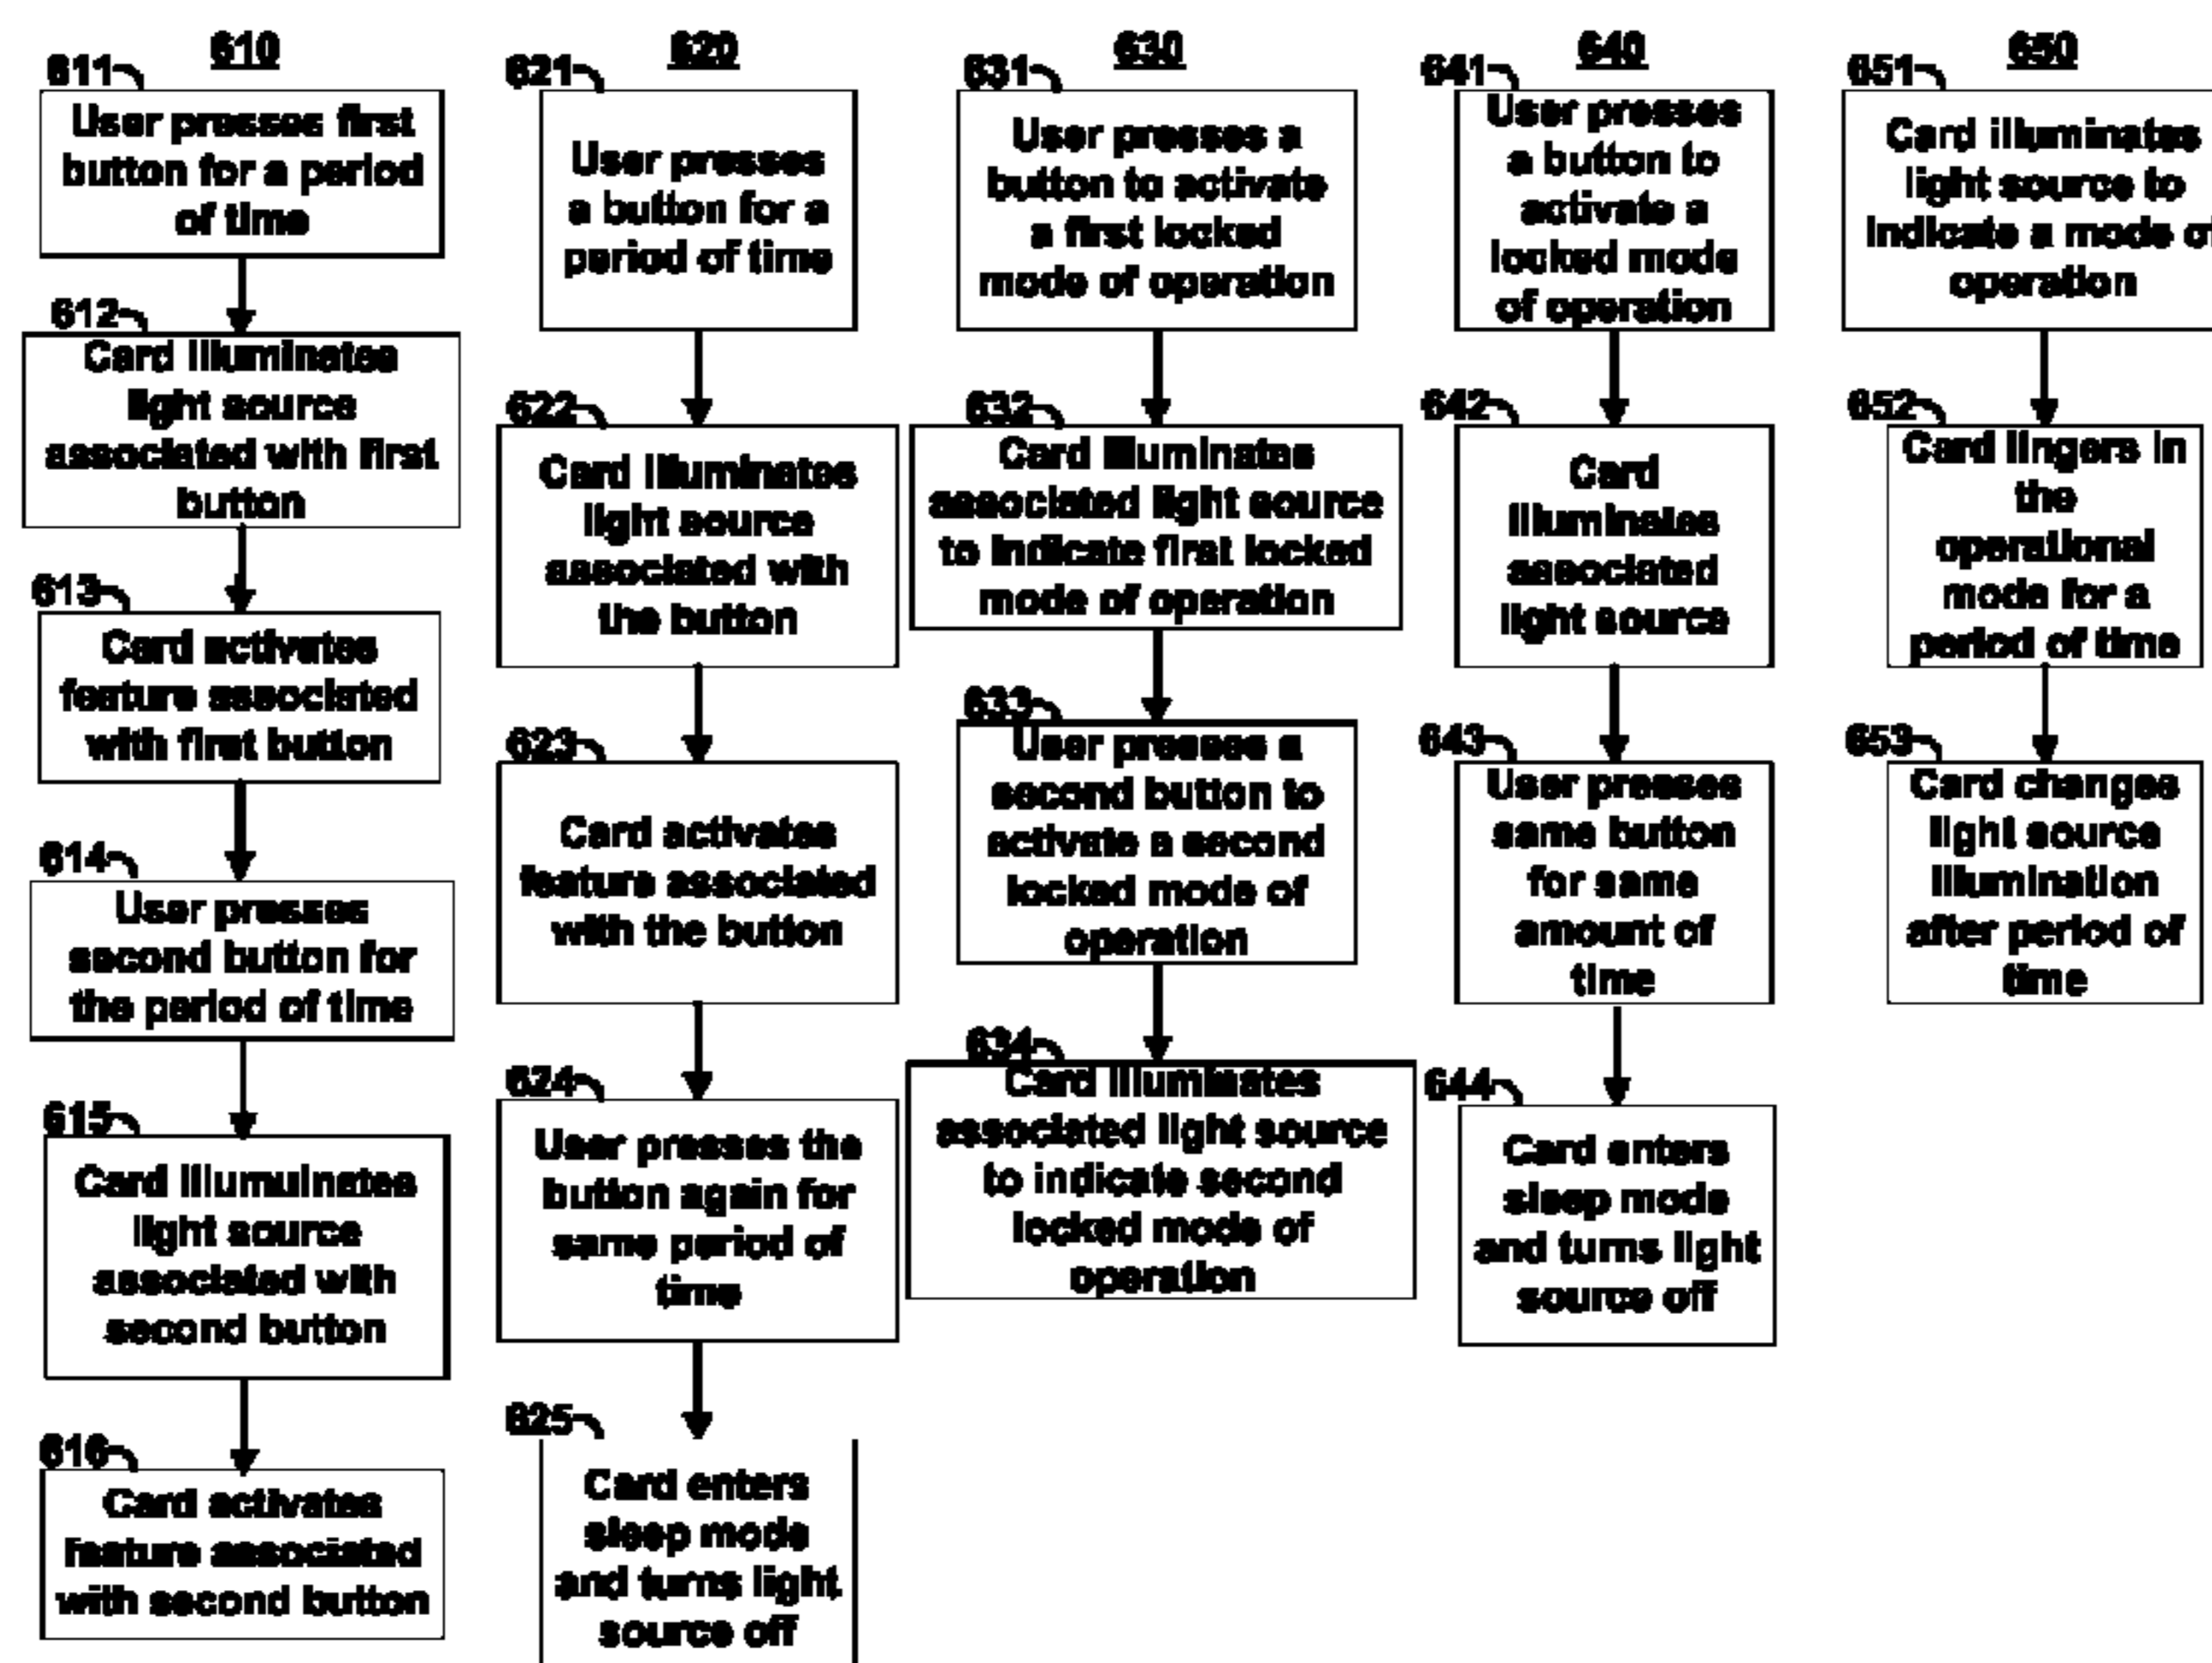 610
611
User presses first
button for a period
of time
612
Card illuminates
light source
associated with first
button
613
Card activates
feature associated
with first button
614
User presses
second button for
the period of time
615
Card illumuinates
light source
associated with
second button
616
Card activates
feature associated
with second button
620
621
User presses
a button for a
period of time
622
Card illuminates
light source
associated with
the button
623
Card activates
feature associated
with the button
624
User presses the
button again for
same period of
time
625
Card enters
sleep mode
and turns light
source off
630
631
User presses a
button to activate
a first locked
mode of operation
632
Card illuminates
associated light source
to indicate first locked
mode of operation
633
User presses a
second button to
activate a second
locked mode of
operation
634
Card illuminates
associated light source
to indicate second
locked mode of
operation
640
641
User presses
a button to
activate a
locked mode
of operation
642
Card
illuminates
associated
light source
643
User presses
same button
for same
amount of
time
644
Card enters
sleep mode
and turns light
source off
650
651
Card illuminates
light source to
indicate a mode of
operation
652
Card lingers in
the
operational
mode for a
period of time
653
Card changes
light source
illumination
after period of
time